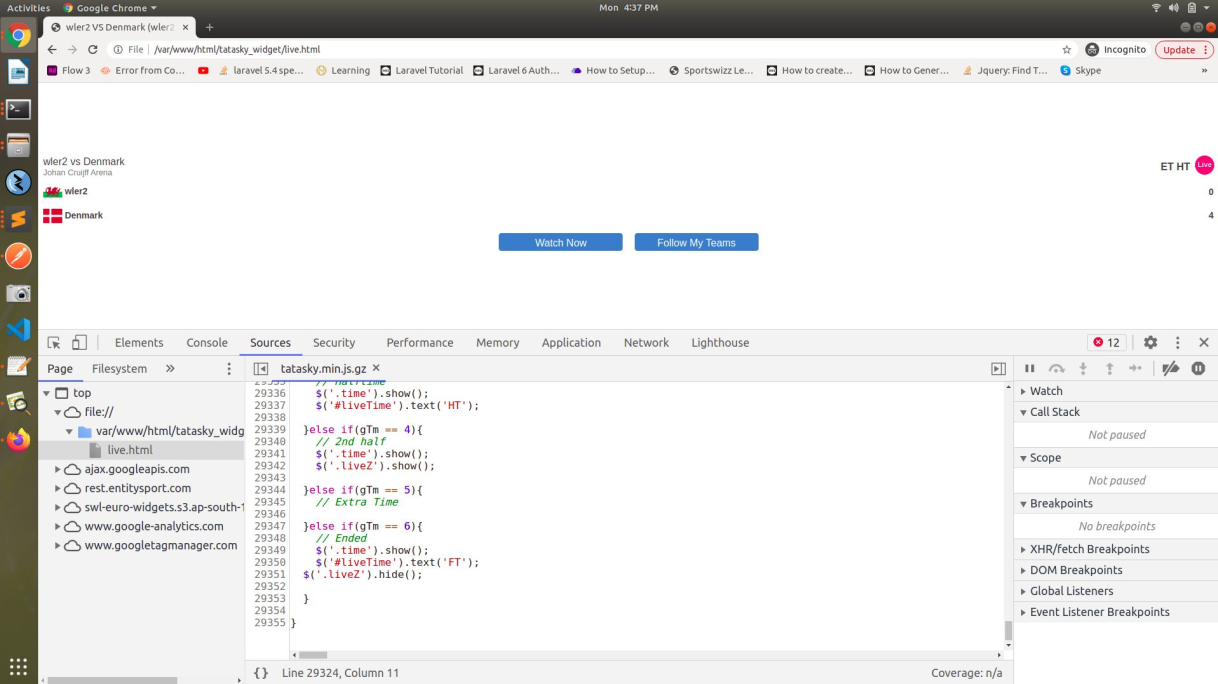 Activities Google Chrome Mon 4:37 PM
wler2 VS Denmark (wler2
File /var/www/html/tatasky_widget/live.html Incognito Update
Flow 3 Error from Co... laravel 5.4 spe... Learning Laravel Tutorial Laravel 6 Auth... How to Setup... Sportswizz Le... How to create... How to Gener... Jquery: Find T... Skype »
wler2 vs Denmark
Johan Cruijff Arena
ET HT Live
wler2 0
Denmark 4
Watch Now Follow My Teams
Elements Console Sources Security Performance Memory Application Network Lighthouse 12
Page Filesystem » tatasky.min.js.gz
top
file://
var/www/html/tatasky_widg
live.html
ajax.googleapis.com
rest.entitysport.com
swl-euro-widgets.s3.ap-south-1
www.google-analytics.com
www.googletagmanager.com
29335 // Halftime
29336 $('.time').show();
29337 $('#liveTime').text('HT');
29338
29339 }else if(gTm == 4){
29340 // 2nd half
29341 $('.time').show();
29342 $('.liveZ').show();
29343
29344 }else if(gTm == 5){
29345 // Extra Time
29346
29347 }else if(gTm == 6){
29348 // Ended
29349 $('.time').show();
29350 $('#liveTime').text('FT');
29351 $('.liveZ').hide();
29352
29353 }
29354
29355 }
{} Line 29324, Column 11 Coverage: n/a
Watch
Call Stack
Not paused
Scope
Not paused
Breakpoints
No breakpoints
XHR/fetch Breakpoints
DOM Breakpoints
Global Listeners
Event Listener Breakpoints